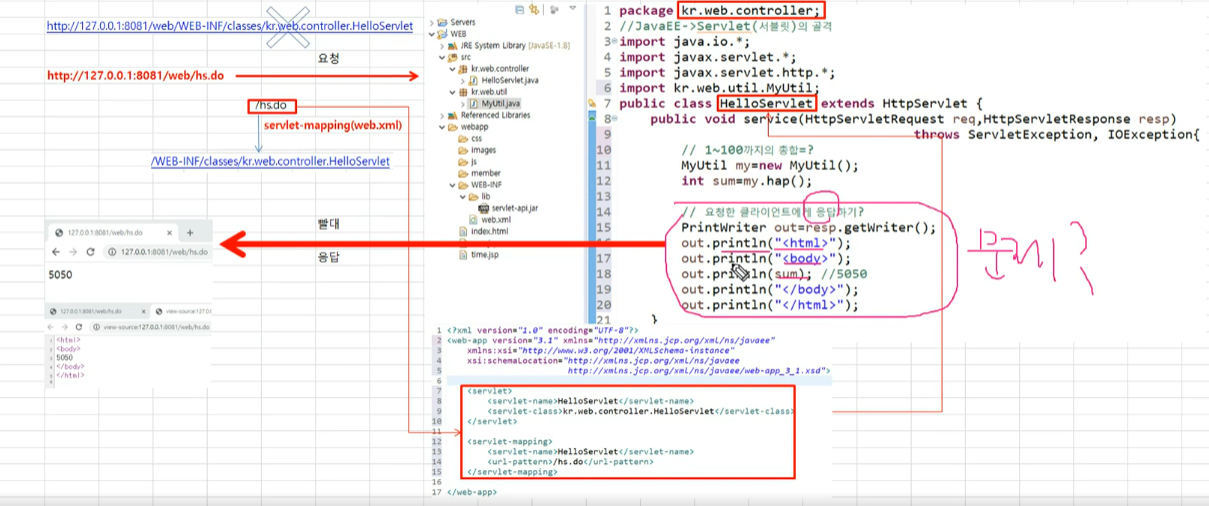 http://127.0.0.1:8081/web/WEB-INF/classes/kr.web.controller.HelloServlet
요청
http://127.0.0.1:8081/web/hs.do
/hs.do
servlet-mapping(web.xml)
/WEB-INF/classes/kr.web.controller.HelloServlet
빨대
응답
127.0.0.1:8081/web/hs.do
127.0.0.1:8081/web/hs.do
5050
127.0.0.1:8081/web/hs.do
view-source:127.0.0.1
view-source:127.0.0.1:8081/web/hs.do
<html>
<body>
5050
</body>
</html>
Servers
WEB
JRE System Library [JavaSE-1.8]
src
kr.web.controller
HelloServlet.java
kr.web.util
MyUtil.java
Referenced Libraries
webapp
css
images
js
member
WEB-INF
lib
servlet-api.jar
web.xml
index.html
time.jsp
1 package kr.web.controller;
2 //JavaEE->Servlet(서블릿)의 골격
3 import java.io.*;
4 import javax.servlet.*;
5 import javax.servlet.http.*;
6 import kr.web.util.MyUtil;
7 public class HelloServlet extends HttpServlet {
8 public void service(HttpServletRequest req,HttpServletResponse resp)
9 throws ServletException, IOException{
10 // 1~100까지의 총합=?
11 MyUtil my=new MyUtil();
12 int sum=my.hap();
13
14 // 요청한 클라이언트에게 응답하기?
15 PrintWriter out=resp.getWriter();
16 out.println("<html>");
17 out.println("<body>");
18 out.println(sum); //5050
19 out.println("</body>");
20 out.println("</html>");
21 }
문제?
1 <?xml version="1.0" encoding="UTF-8"?>
2 <web-app version="3.1" xmlns="http://xmlns.jcp.org/xml/ns/javaee"
3 xmlns:xsi="http://www.w3.org/2001/XMLSchema-instance"
4 xsi:schemaLocation="http://xmlns.jcp.org/xml/ns/javaee
5 http://xmlns.jcp.org/xml/ns/javaee/web-app_3_1.xsd">
6
7 <servlet>
8 <servlet-name>HelloServlet</servlet-name>
9 <servlet-class>kr.web.controller.HelloServlet</servlet-class>
10 </servlet>
11
12 <servlet-mapping>
13 <servlet-name>HelloServlet</servlet-name>
14 <url-pattern>/hs.do</url-pattern>
15 </servlet-mapping>
16
17 </web-app>